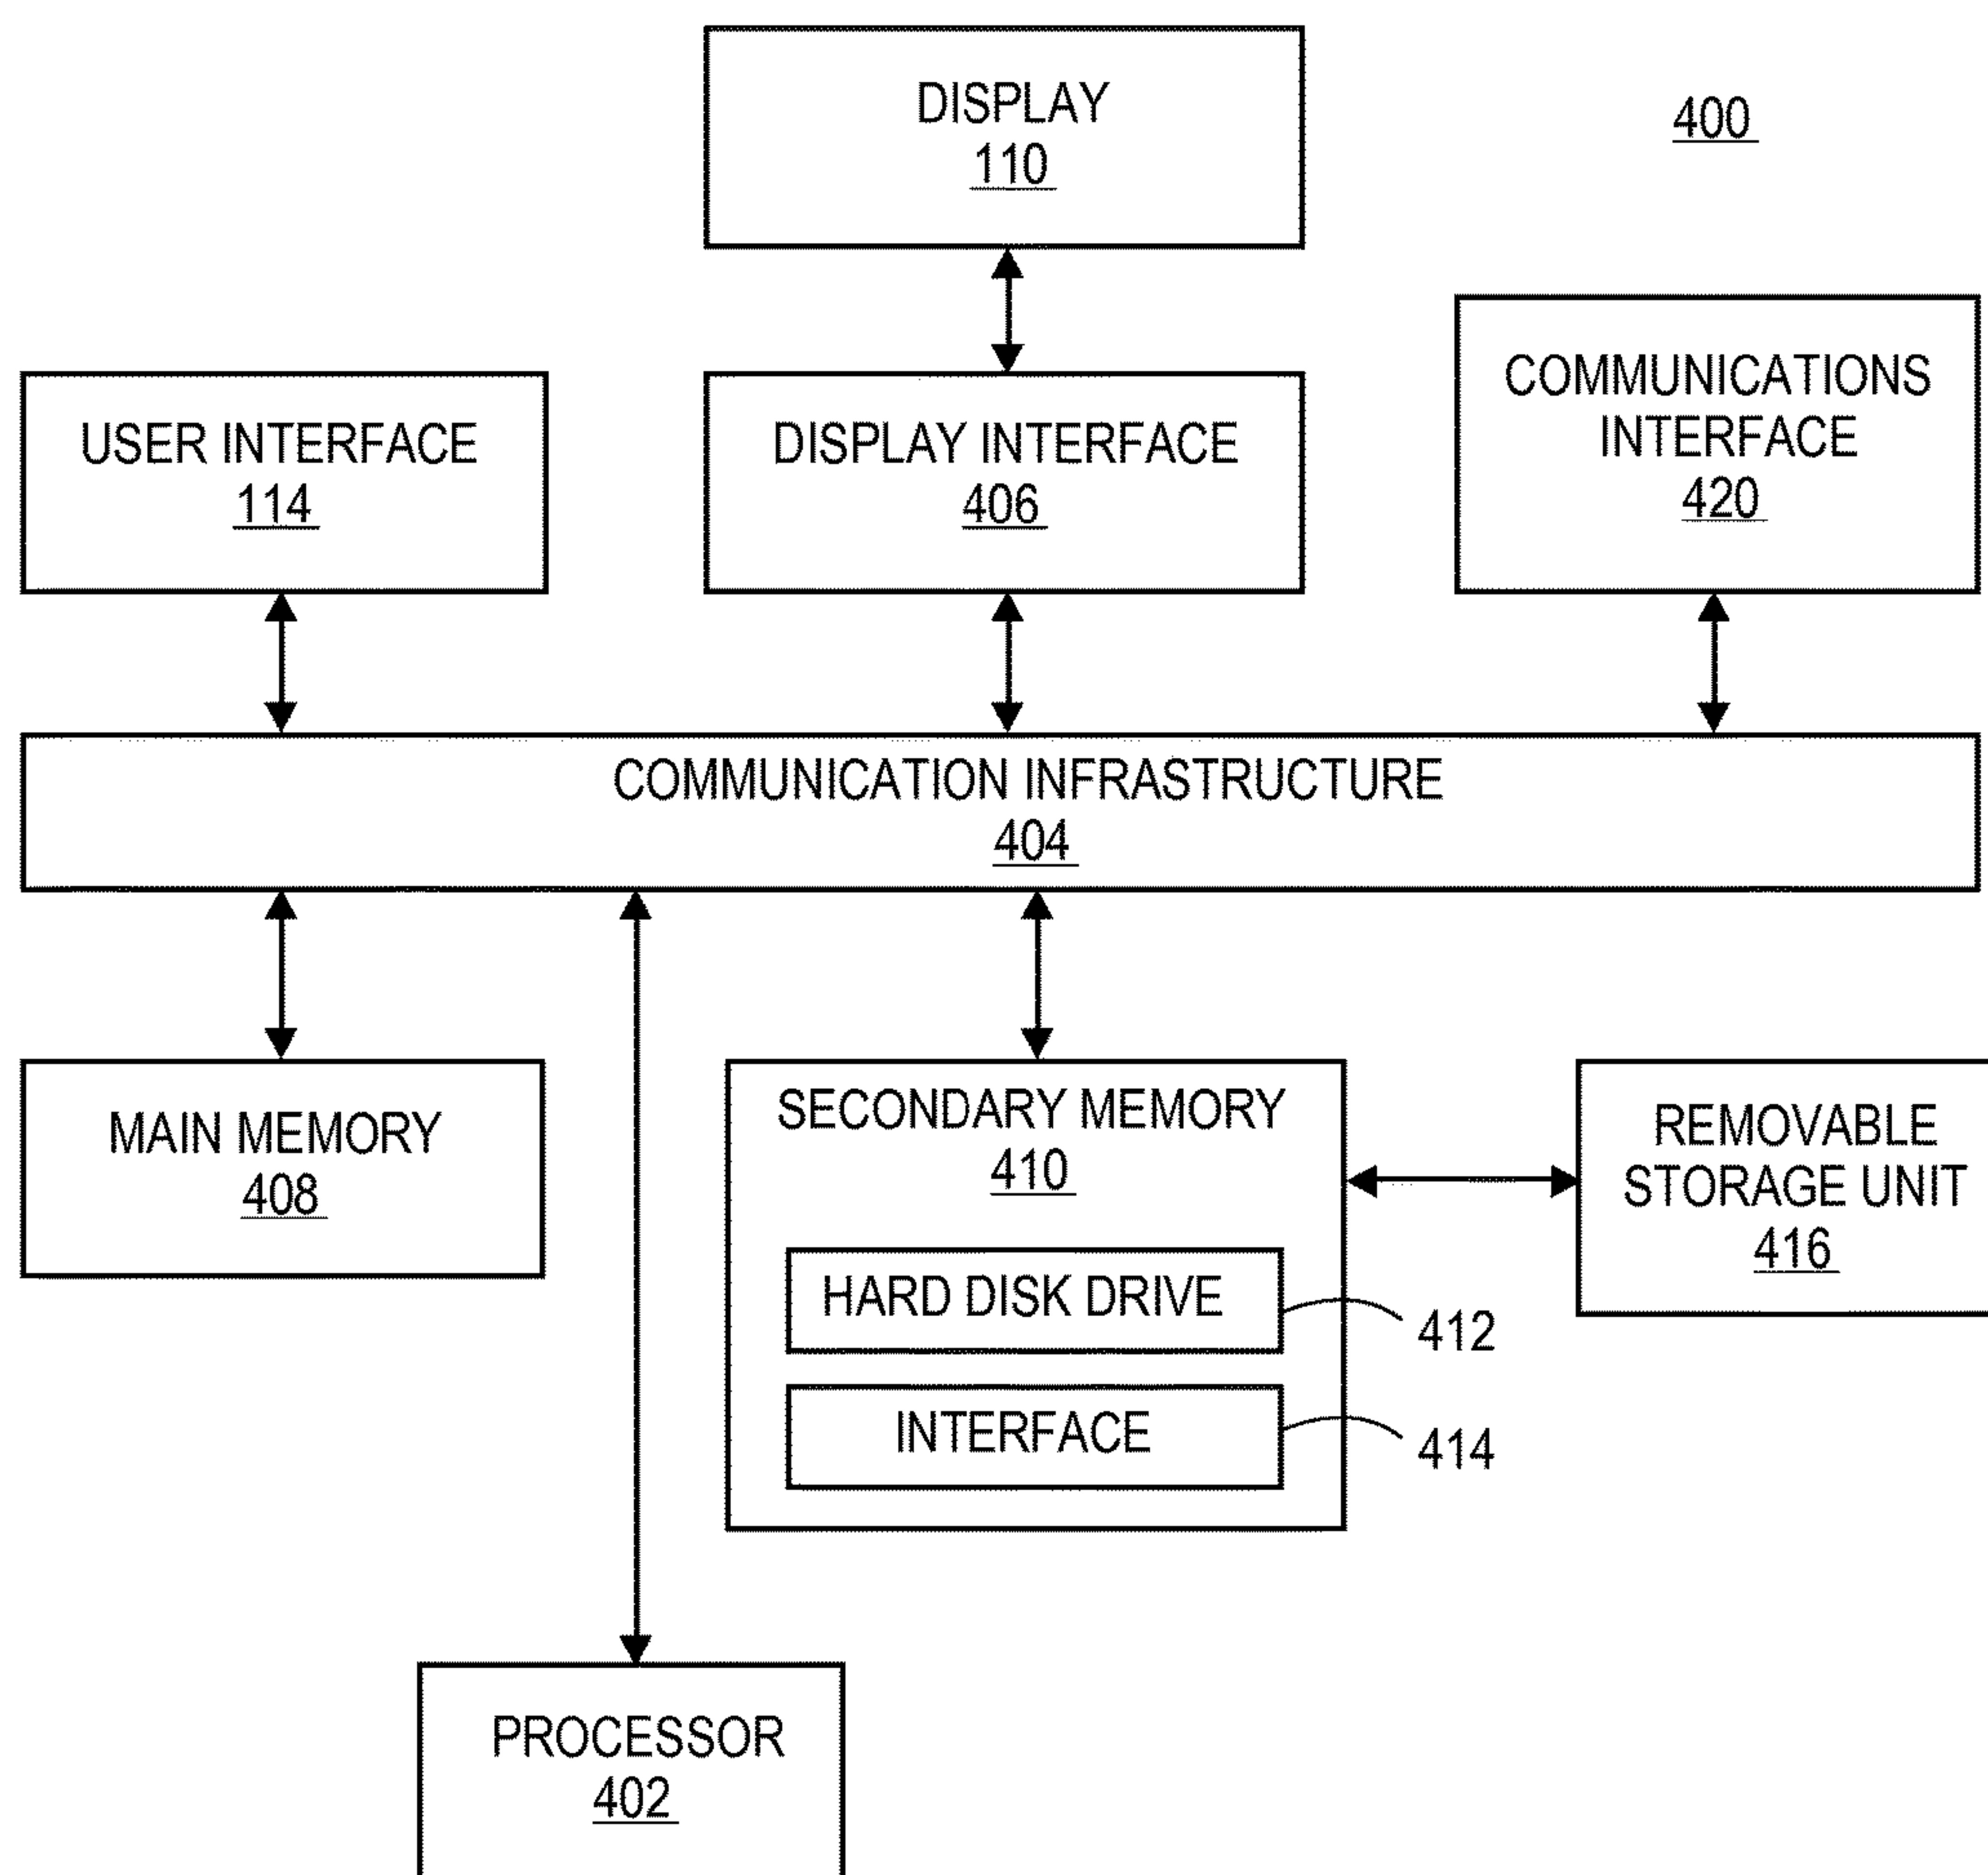 DISPLAY
110
400
USER INTERFACE
114
DISPLAY INTERFACE
406
COMMUNICATIONS
INTERFACE
420
COMMUNICATION INFRASTRUCTURE
404
MAIN MEMORY
408
SECONDARY MEMORY
410
HARD DISK DRIVE
412
INTERFACE
414
REMOVABLE
STORAGE UNIT
416
PROCESSOR
402